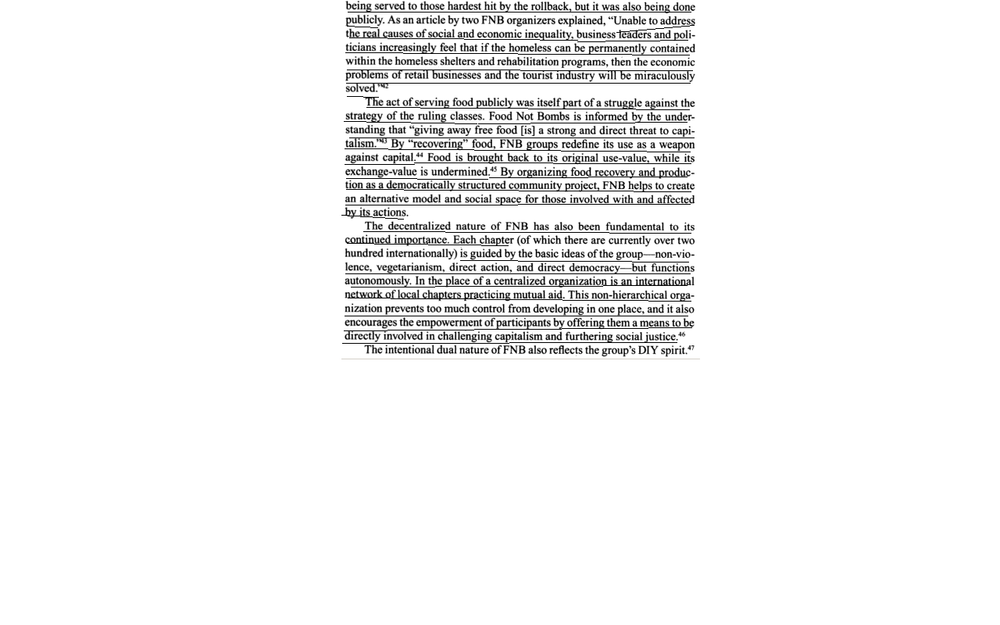 being served to those hardest hit by the rollback, but it was also being done
publicly. As an article by two FNB organizers explained, “Unable to address
the real causes of social and economic inequality, business leaders and poli-
ticians increasingly feel that if the homeless can be permanently contained
within the homeless shelters and rehabilitation programs, then the economic
problems of retail businesses and the tourist industry will be miraculously
solved.”⁴²
The act of serving food publicly was itself part of a struggle against the
strategy of the ruling classes. Food Not Bombs is informed by the under-
standing that “giving away free food [is] a strong and direct threat to capi-
talism.”⁴³ By “recovering” food, FNB groups redefine its use as a weapon
against capital.⁴⁴ Food is brought back to its original use-value, while its
exchange-value is undermined.⁴⁵ By organizing food recovery and produc-
tion as a democratically structured community project, FNB helps to create
an alternative model and social space for those involved with and affected
by its actions.
The decentralized nature of FNB has also been fundamental to its
continued importance. Each chapter (of which there are currently over two
hundred internationally) is guided by the basic ideas of the group—non-vio-
lence, vegetarianism, direct action, and direct democracy—but functions
autonomously. In the place of a centralized organization is an international
network of local chapters practicing mutual aid. This non-hierarchical orga-
nization prevents too much control from developing in one place, and it also
encourages the empowerment of participants by offering them a means to be
directly involved in challenging capitalism and furthering social justice.⁴⁶
The intentional dual nature of FNB also reflects the group’s DIY spirit.⁴⁷